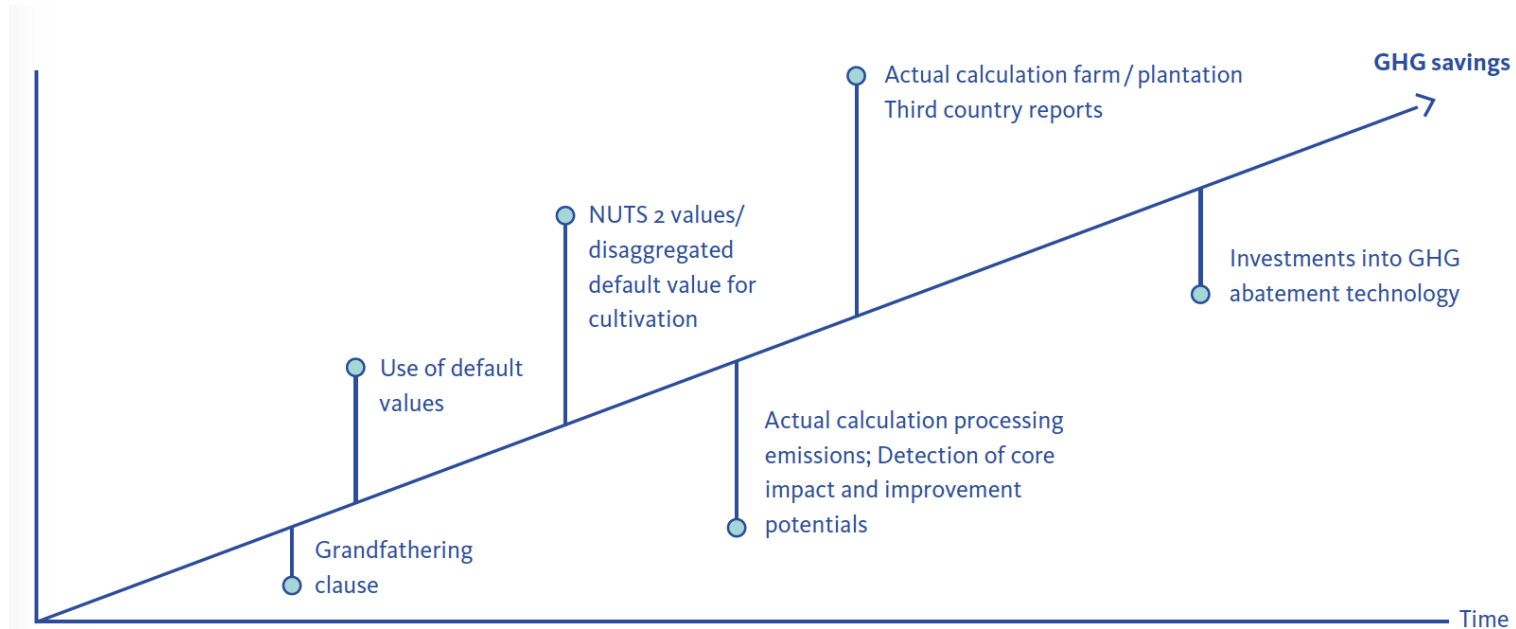 GHG savings
Actual calculation farm / plantation
Third country reports
NUTS 2 values/
disaggregated
default value for
cultivation
Investments into GHG
abatement technology
Use of default
values
Actual calculation processing
emissions; Detection of core
impact and improvement
potentials
Grandfathering
clause
Time